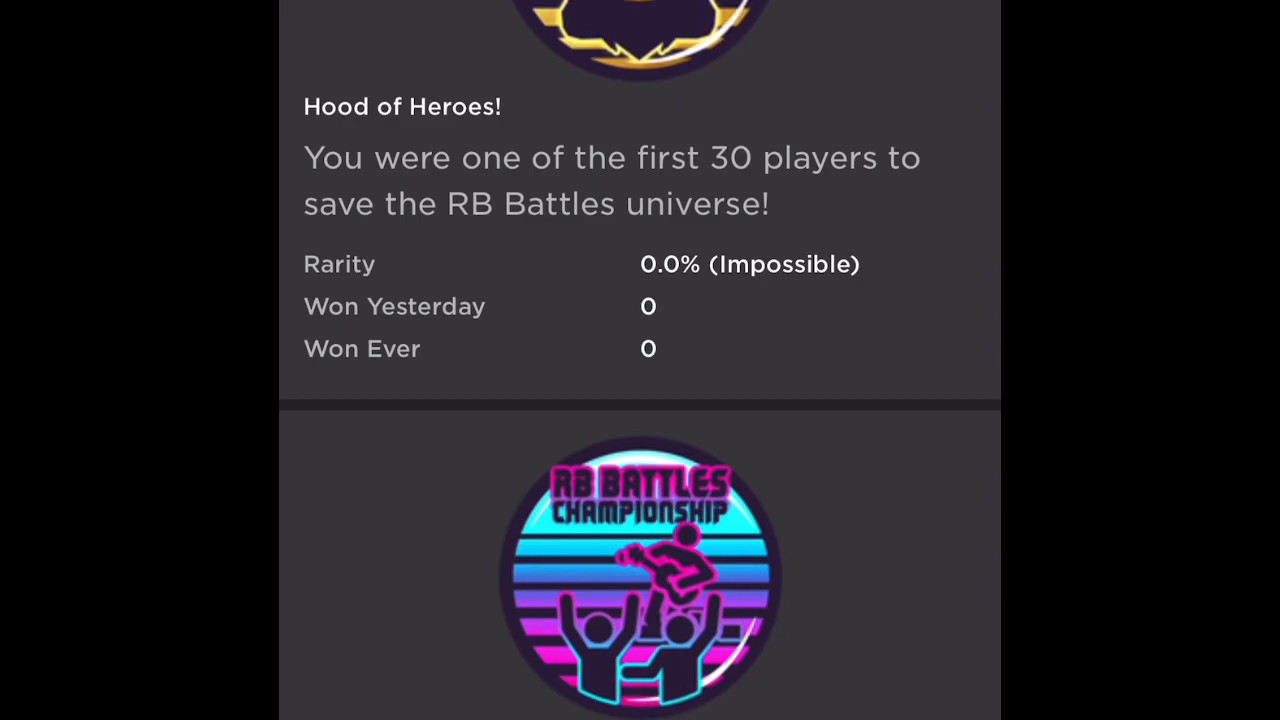 Hood of Heroes!
You were one of the first 30 players to
save the RB Battles universe!
Rarity 0.0% (Impossible)
Won Yesterday 0
Won Ever 0
RB BATTLES
CHAMPIONSHIP